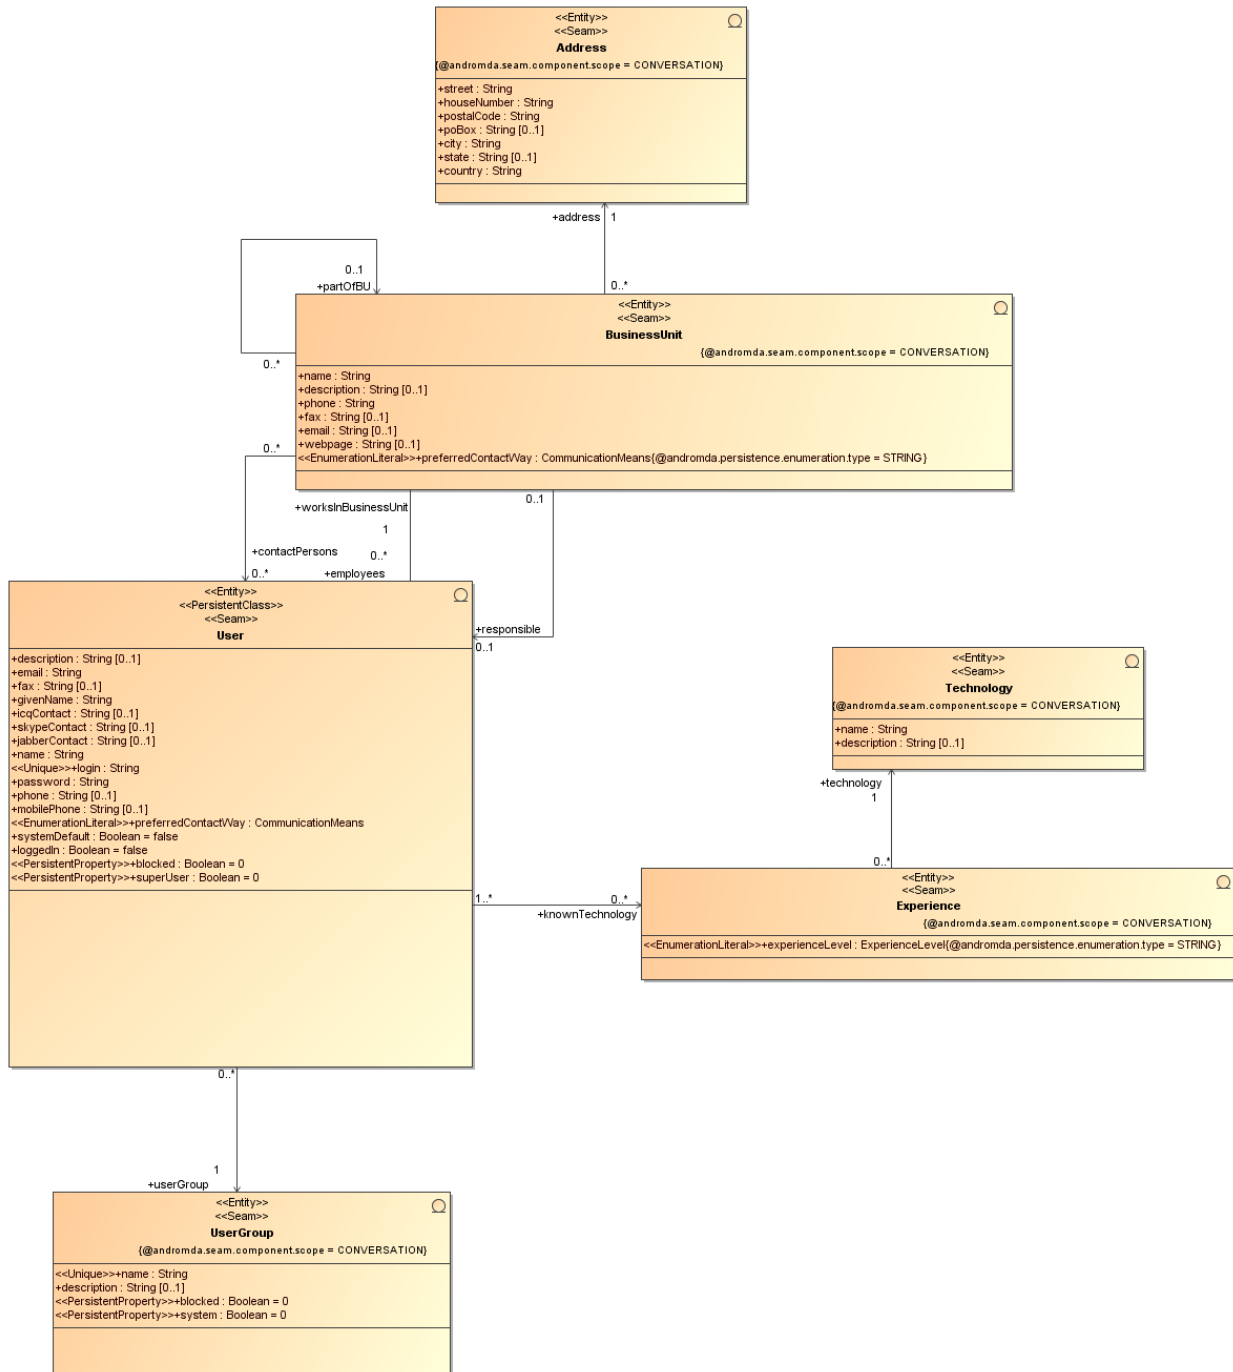 <<Entity>>
<<Seam>>
Address
{@andromda.seam.component.scope = CONVERSATION}
+street : String
+houseNumber : String
+postalCode : String
+poBox : String [0..1]
+city : String
+state : String [0..1]
+country : String
+address 1
0..1
+partOfBU
0..*
0..*
<<Entity>>
<<Seam>>
BusinessUnit
{@andromda.seam.component.scope = CONVERSATION}
+name : String
+description : String [0..1]
+phone : String
+fax : String [0..1]
+email : String [0..1]
+webpage : String [0..1]
<<EnumerationLiteral>>+preferredContactWay : CommunicationMeans{@andromda.persistence.enumeration.type = STRING}
0..*
+worksInBusinessUnit
1
0..1
+contactPersons
0..*
0..*
+employees
+responsible
0..1
<<Entity>>
<<PersistentClass>>
<<Seam>>
User
+description : String [0..1]
+email : String
+fax : String [0..1]
+givenName : String
+icqContact : String [0..1]
+skypeContact : String [0..1]
+jabberContact : String [0..1]
+name : String
<<Unique>>+login : String
+password : String
+phone : String [0..1]
+mobilePhone : String [0..1]
<<EnumerationLiteral>>+preferredContactWay : CommunicationMeans
+systemDefault : Boolean = false
+loggedIn : Boolean = false
<<PersistentProperty>>+blocked : Boolean = 0
<<PersistentProperty>>+superUser : Boolean = 0
<<Entity>>
<<Seam>>
Technology
{@andromda.seam.component.scope = CONVERSATION}
+name : String
+description : String [0..1]
+technology
1
0..*
1..*
0..*
+knownTechnology
<<Entity>>
<<Seam>>
Experience
{@andromda.seam.component.scope = CONVERSATION}
<<EnumerationLiteral>>+experienceLevel : ExperienceLevel{@andromda.persistence.enumeration.type = STRING}
0..*
1
+userGroup
<<Entity>>
<<Seam>>
UserGroup
{@andromda.seam.component.scope = CONVERSATION}
<<Unique>>+name : String
+description : String [0..1]
<<PersistentProperty>>+blocked : Boolean = 0
<<PersistentProperty>>+system : Boolean = 0